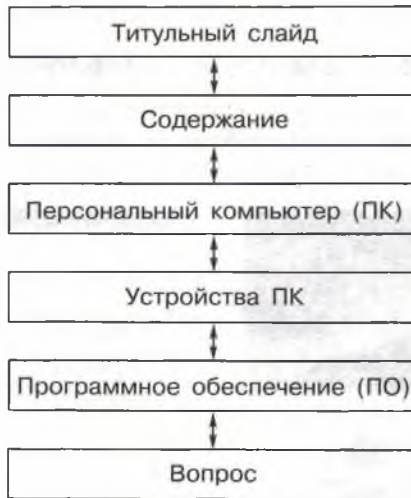 Титульный слайд
Содержание
Персональный компьютер (ПК)
Устройства ПК
Программное обеспечение (ПО)
Вопрос